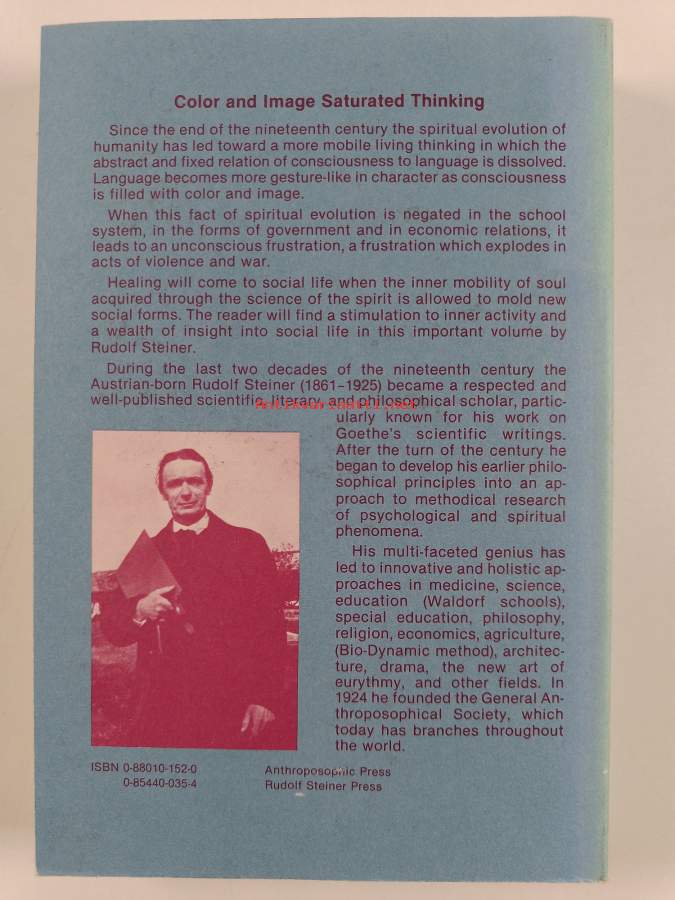 Color and Image Saturated Thinking
Since the end of the nineteenth century the spiritual evolution of
humanity has led toward a more mobile living thinking in which the
abstract and fixed relation of consciousness to language is dissolved.
Language becomes more gesture-like in character as consciousness
is filled with color and image.
When this fact of spiritual evolution is negated in the school
system, in the forms of government and in economic relations, it
leads to an unconscious frustration, a frustration which explodes in
acts of violence and war.
Healing will come to social life when the inner mobility of soul
acquired through the science of the spirit is allowed to mold new
social forms. The reader will find a stimulation to inner activity and
a wealth of insight into social life in this important volume by
Rudolf Steiner.
During the last two decades of the nineteenth century the
Austrian-born Rudolf Steiner (1861–1925) became a respected and
well-published scientific, literary, and philosophical scholar, partic-
ularly known for his work on
Goethe's scientific writings.
After the turn of the century he
began to develop his earlier philo-
sophical principles into an ap-
proach to methodical research
of psychological and spiritual
phenomena.
His multi-faceted genius has
led to innovative and holistic ap-
proaches in medicine, science,
education (Waldorf schools),
special education, philosophy,
religion, economics, agriculture,
(Bio-Dynamic method), architec-
ture, drama, the new art of
eurythmy, and other fields. In
1924 he founded the General An-
throposophical Society, which
today has branches throughout
the world.
ISBN 0-88010-152-0
0-85440-035-4
Anthroposophic Press
Rudolf Steiner Press